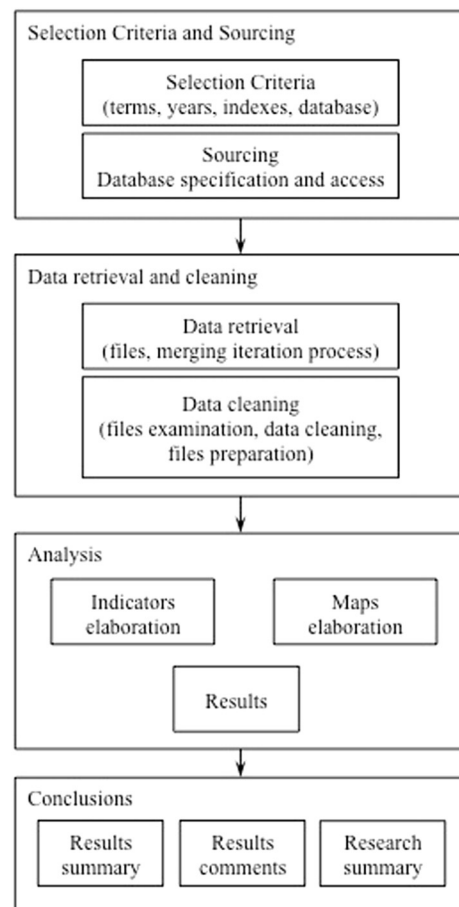 Selection Criteria and Sourcing
Selection Criteria
(terms, years, indexes, database)
Sourcing
Database specification and access
Data retrieval and cleaning
Data retrieval
(files, merging iteration process)
Data cleaning
(files examination, data cleaning,
files preparation)
Analysis
Indicators
elaboration
Maps
elaboration
Results
Conclusions
Results
summary
Results
comments
Research
summary